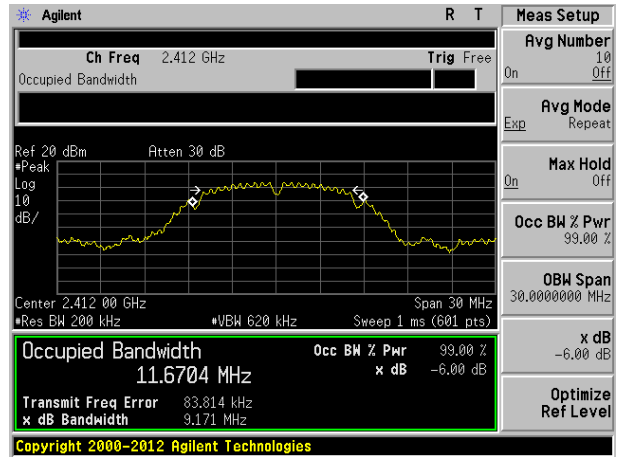 Agilent R T
Ch Freq 2.412 GHz Trig Free
Occupied Bandwidth
Ref 20 dBm Atten 30 dB
#Peak
Log
10
dB/
Center 2.412 00 GHz Span 30 MHz
#Res BW 200 kHz #VBW 620 kHz Sweep 1 ms (601 pts)
Occupied Bandwidth Occ BW % Pwr 99.00 %
11.6704 MHz x dB -6.00 dB
Transmit Freq Error 83.814 kHz
x dB Bandwidth 9.171 MHz
Copyright 2000-2012 Agilent Technologies
Meas Setup
Avg Number
10
On Off
Avg Mode
Exp Repeat
Max Hold
On Off
Occ BW % Pwr
99.00 %
OBW Span
30.0000000 MHz
x dB
-6.00 dB
Optimize
Ref Level